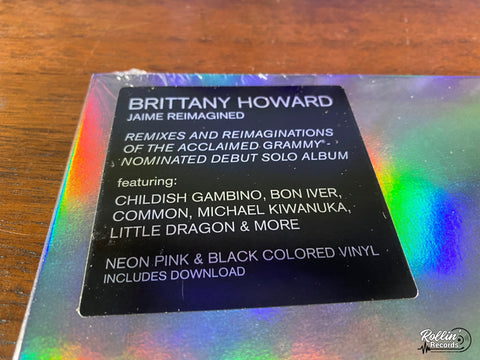 BRITTANY HOWARD
JAIME REIMAGINED
REMIXES AND REIMAGINATIONS
OF THE ACCLAIMED GRAMMY®-
NOMINATED DEBUT SOLO ALBUM
featuring:
CHILDISH GAMBINO, BON IVER,
COMMON, MICHAEL KIWANUKA,
LITTLE DRAGON & MORE
NEON PINK & BLACK COLORED VINYL
INCLUDES DOWNLOAD
Rollin'
Records